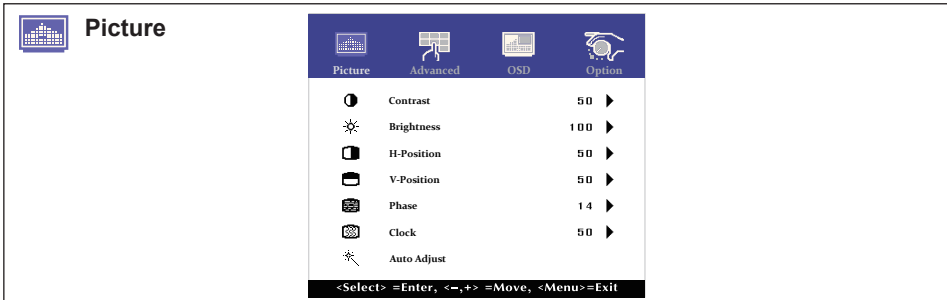 Picture
Picture Advanced OSD Option
Contrast 50
Brightness 100
H-Position 50
V-Position 50
Phase 14
Clock 50
Auto Adjust
<Select> =Enter, <–,+> =Move, <Menu>=Exit